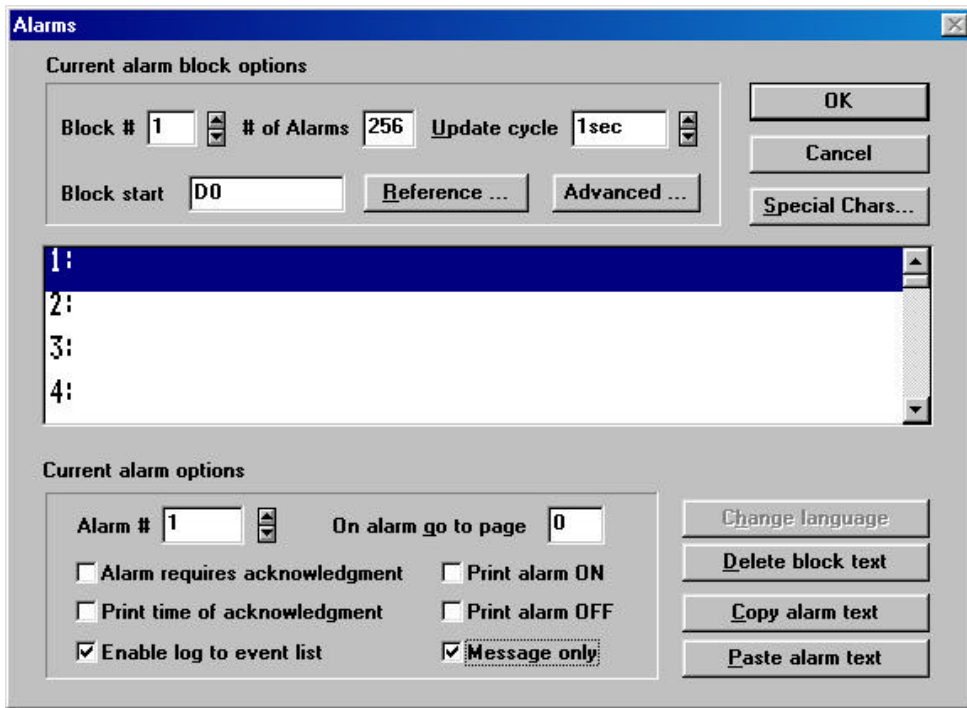 Alarms
Current alarm block options
Block # 1 # of Alarms 256 Update cycle 1sec
OK
Cancel
Block start D0 Reference ... Advanced ...
Special Chars...
1:
2:
3:
4:
Current alarm options
Alarm # 1 On alarm go to page 0
Change language
Alarm requires acknowledgment Print alarm ON
Delete block text
Print time of acknowledgment Print alarm OFF
Copy alarm text
Enable log to event list Message only
Paste alarm text